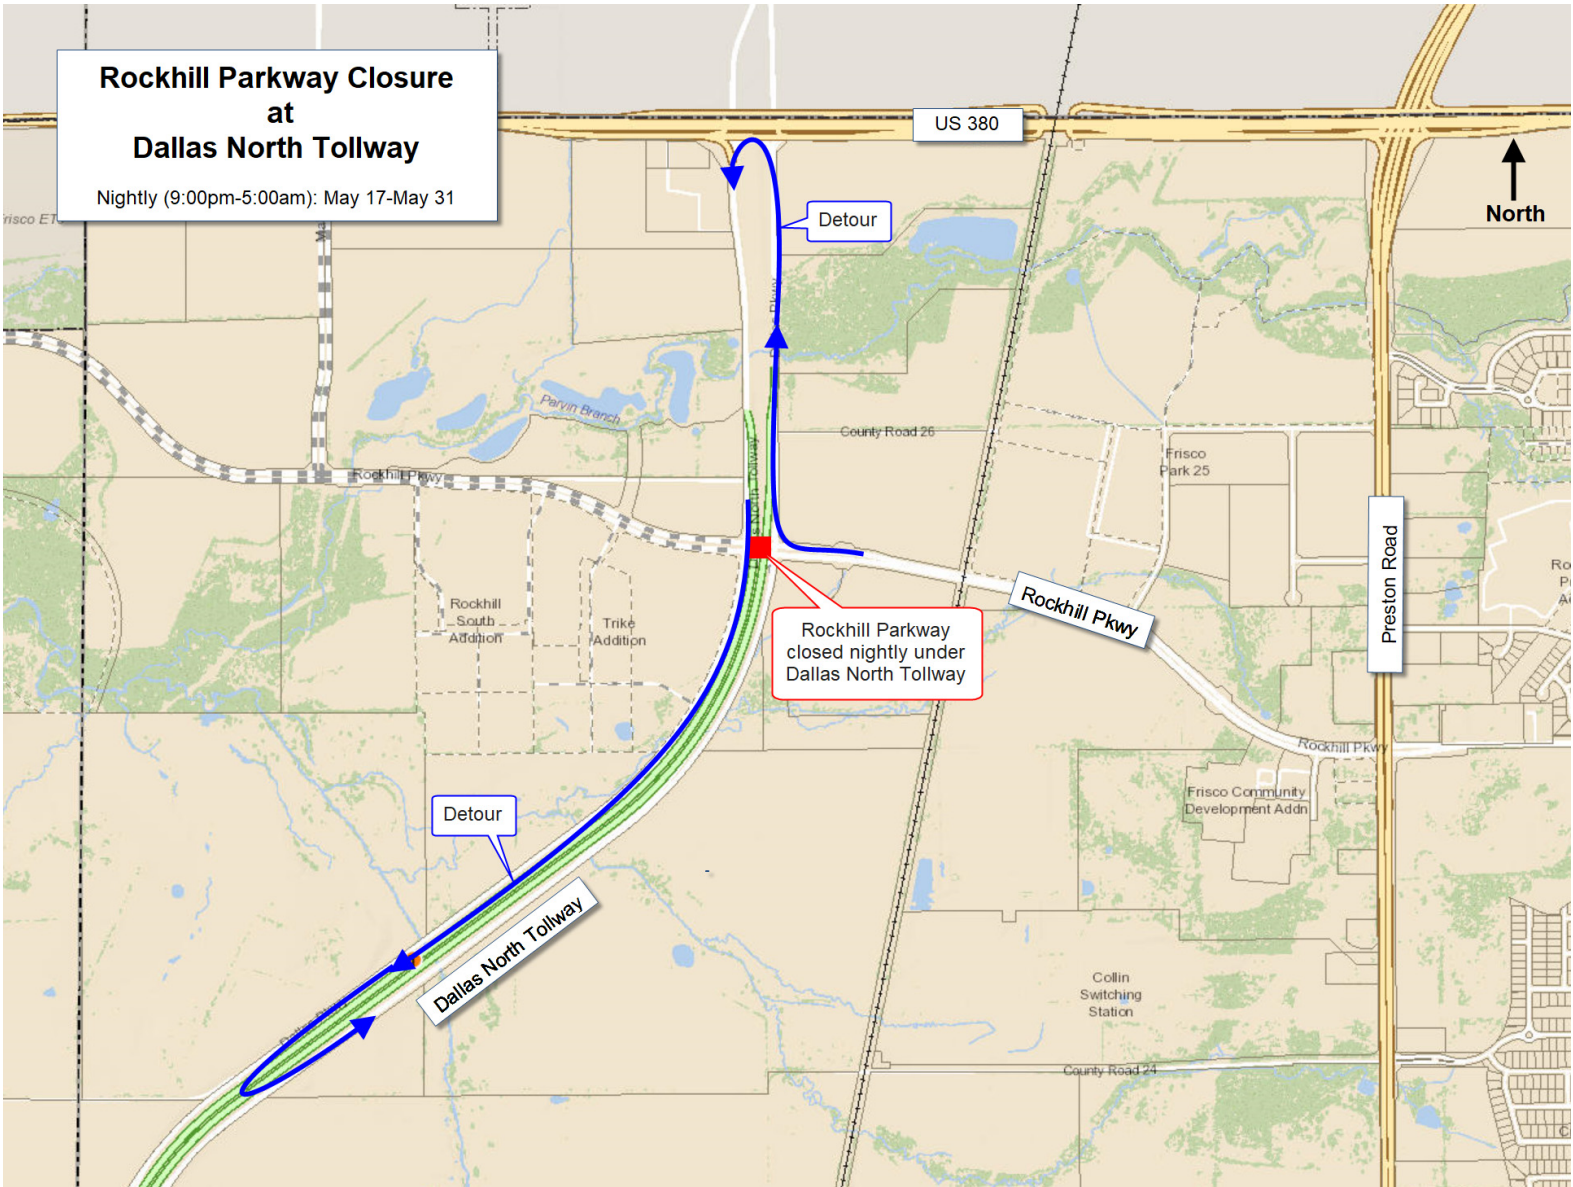 Rockhill Parkway Closure
at
Dallas North Tollway
Nightly (9:00pm-5:00am): May 17-May 31
US 380
North
Detour
Parvin Branch
County Road 26
Frisco
Park 25
Rockhill Pkwy
North Tollway
Preston Road
Rockhill Pkwy
Rockhill
South
Addition
Trike
Addition
Rockhill Parkway
closed nightly under
Dallas North Tollway
Rockhill Pkwy
Frisco Community
Development Addn
Detour
Dallas North Tollway
Collin
Switching
Station
County Road 24